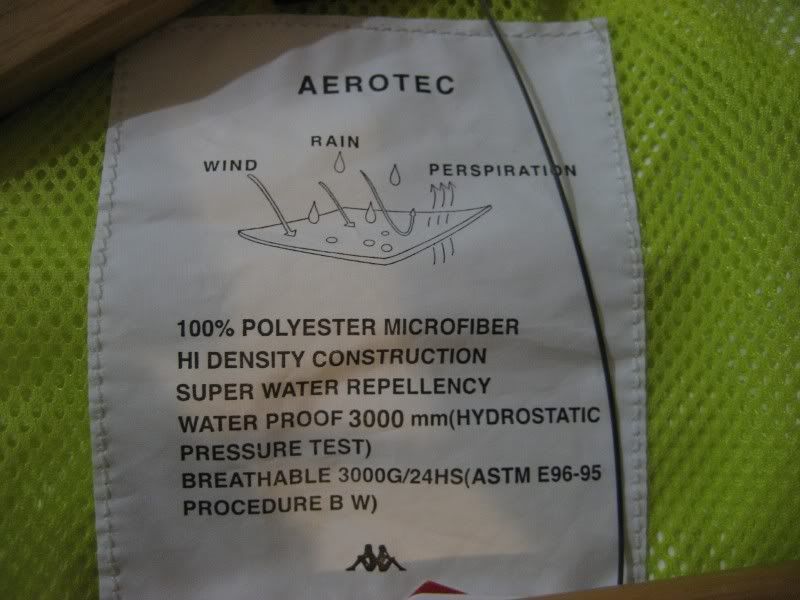 AEROTEC
RAIN
WIND
PERSPIRATION
100% POLYESTER MICROFIBER
HI DENSITY CONSTRUCTION
SUPER WATER REPELLENCY
WATER PROOF 3000 mm(HYDROSTATIC
PRESSURE TEST)
BREATHABLE 3000G/24HS(ASTM E96-95
PROCEDURE B W)